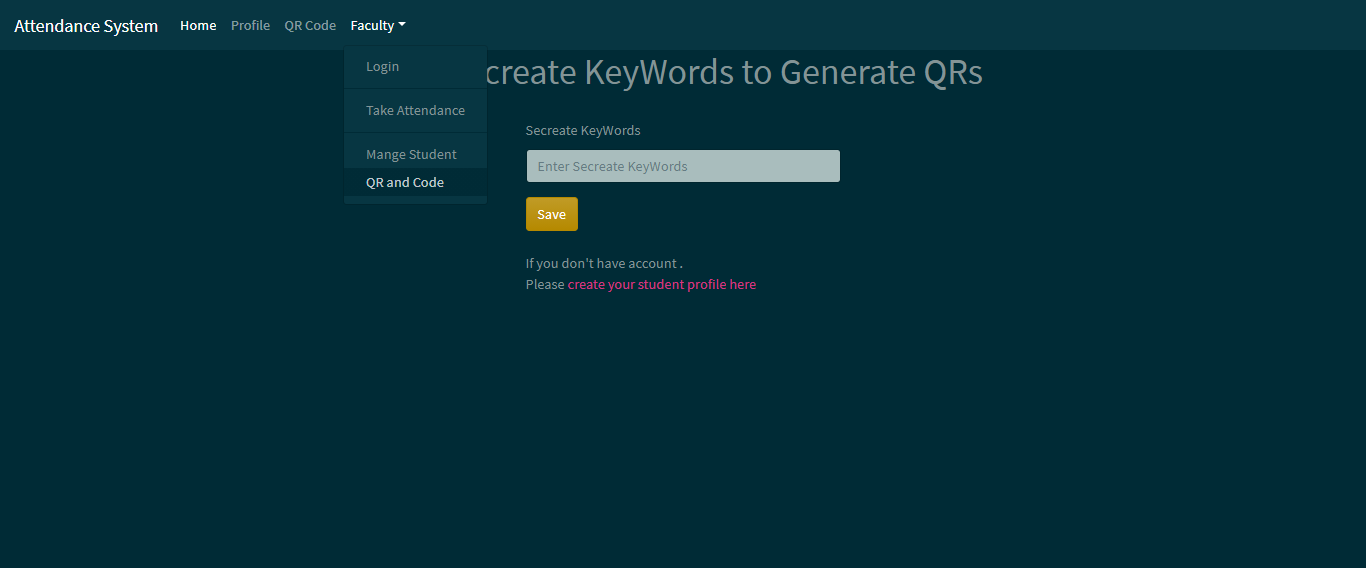 Attendance System Home Profile QR Code Faculty
Login
Take Attendance
Mange Student
QR and Code
create KeyWords to Generate QRs
Secreate KeyWords
Enter Secreate KeyWords
Save
If you don't have account .
Please create your student profile here